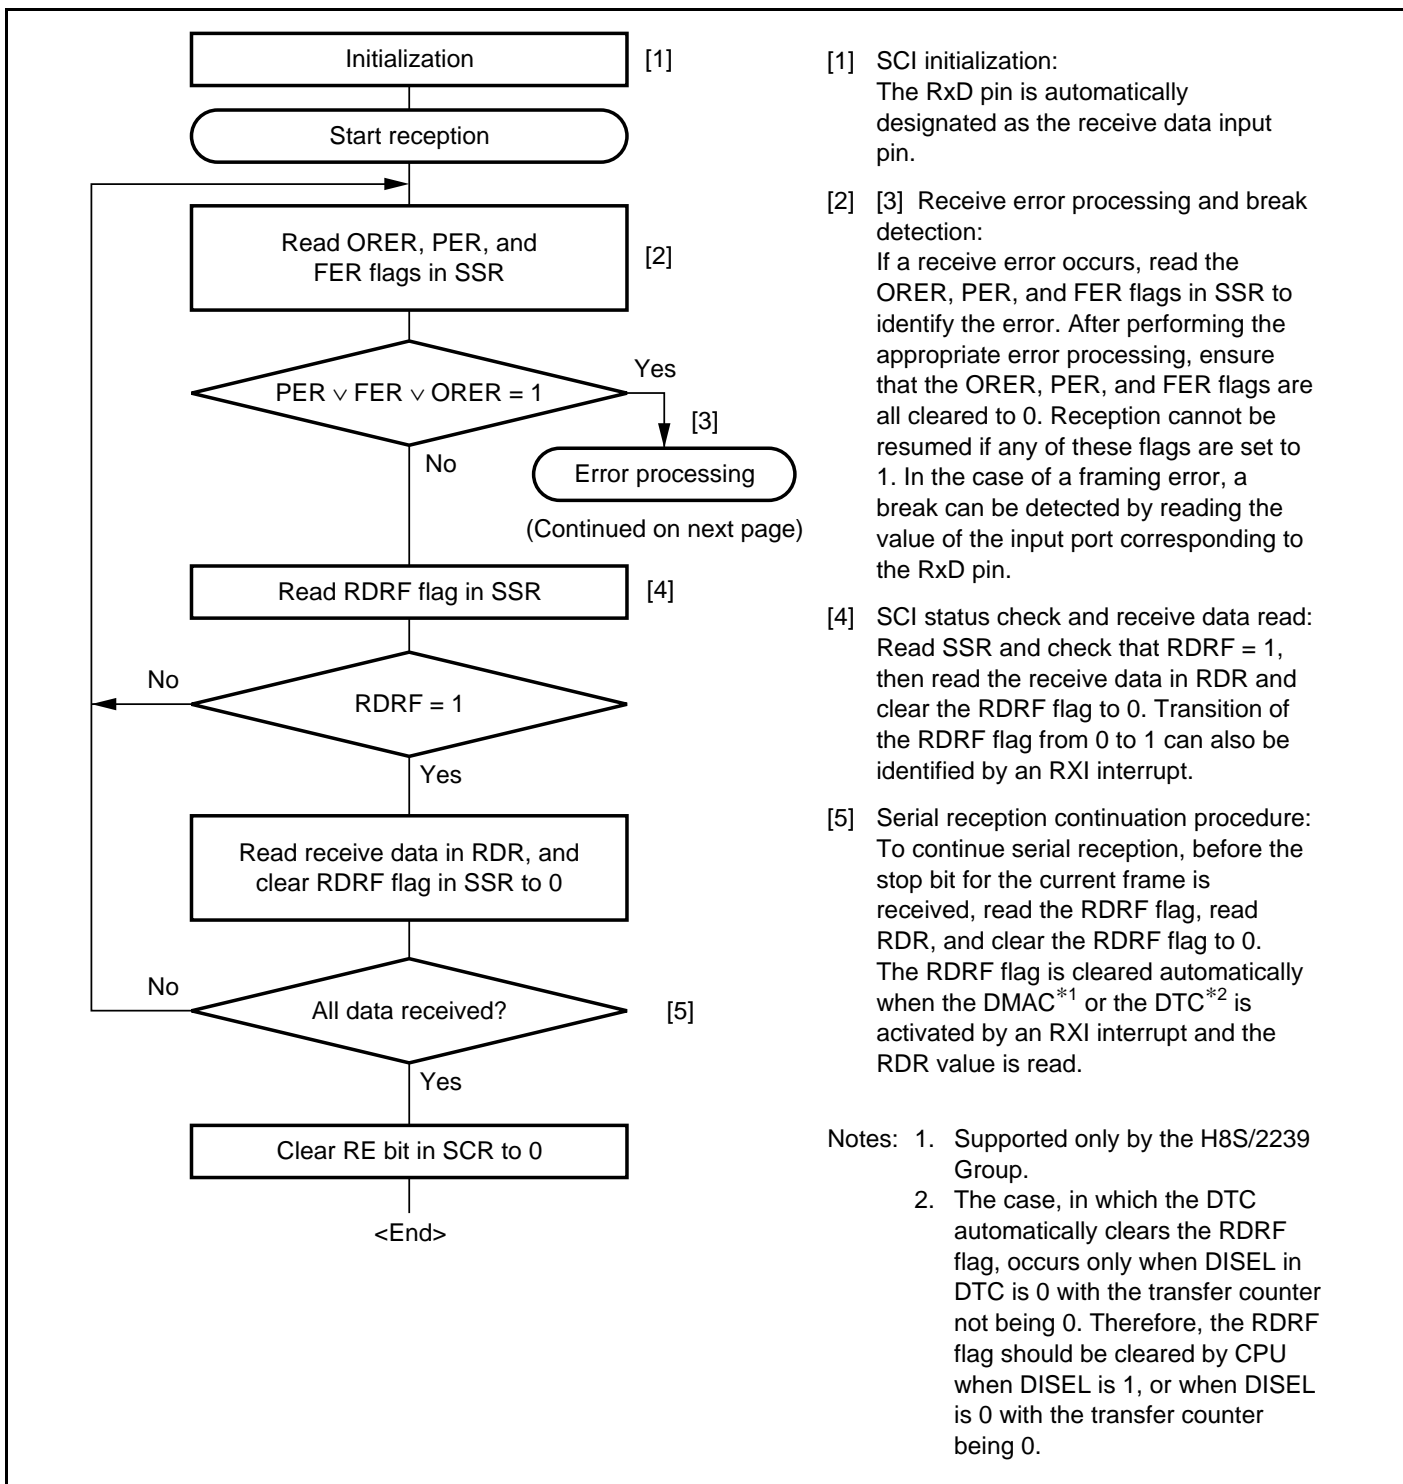 Initialization
[1]
Start reception
Read ORER, PER, and
FER flags in SSR
[2]
PER ∨ FER ∨ ORER = 1
Yes
[3]
No
Error processing
(Continued on next page)
Read RDRF flag in SSR
[4]
No
RDRF = 1
Yes
Read receive data in RDR, and
clear RDRF flag in SSR to 0
No
All data received?
[5]
Yes
Clear RE bit in SCR to 0
<End>
[1] SCI initialization:
The RxD pin is automatically
designated as the receive data input
pin.
[2] [3] Receive error processing and break
detection:
If a receive error occurs, read the
ORER, PER, and FER flags in SSR to
identify the error. After performing the
appropriate error processing, ensure
that the ORER, PER, and FER flags are
all cleared to 0. Reception cannot be
resumed if any of these flags are set to
1. In the case of a framing error, a
break can be detected by reading the
value of the input port corresponding to
the RxD pin.
[4] SCI status check and receive data read:
Read SSR and check that RDRF = 1,
then read the receive data in RDR and
clear the RDRF flag to 0. Transition of
the RDRF flag from 0 to 1 can also be
identified by an RXI interrupt.
[5] Serial reception continuation procedure:
To continue serial reception, before the
stop bit for the current frame is
received, read the RDRF flag, read
RDR, and clear the RDRF flag to 0.
The RDRF flag is cleared automatically
when the DMAC*1 or the DTC*2 is
activated by an RXI interrupt and the
RDR value is read.
Notes: 1. Supported only by the H8S/2239
Group.
2. The case, in which the DTC
automatically clears the RDRF
flag, occurs only when DISEL in
DTC is 0 with the transfer counter
not being 0. Therefore, the RDRF
flag should be cleared by CPU
when DISEL is 1, or when DISEL
is 0 with the transfer counter
being 0.